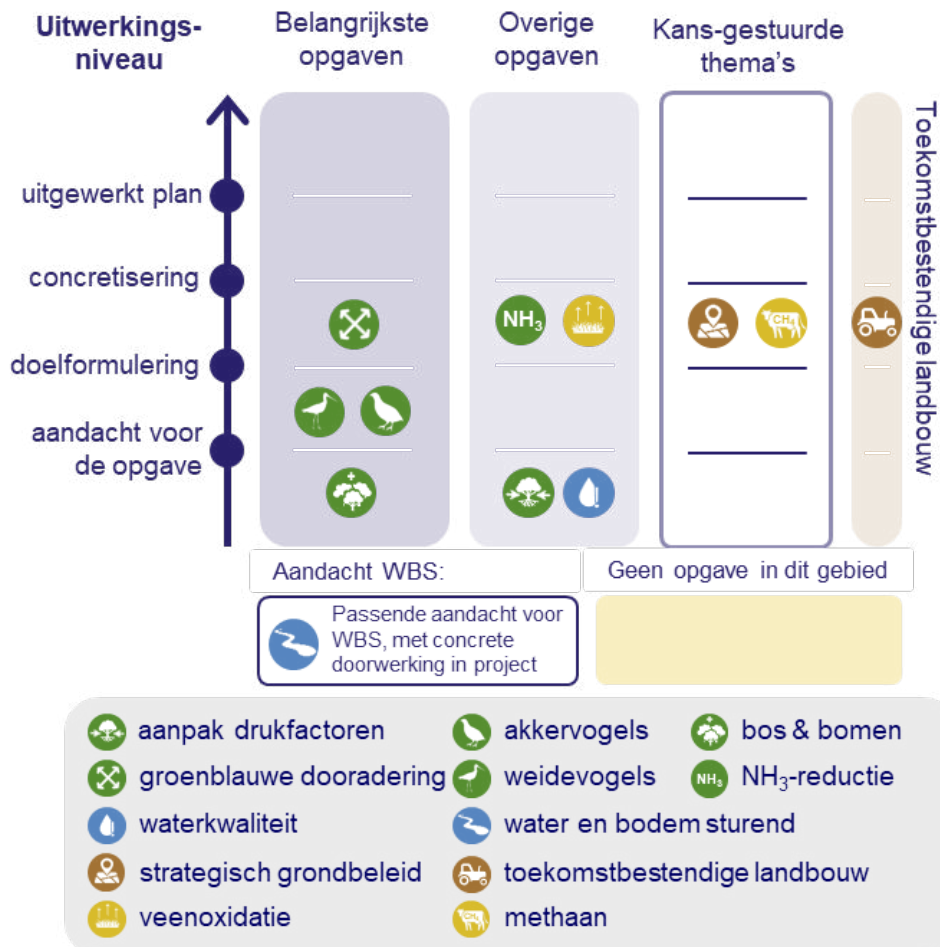 Uitwerkings-
niveau
Belangrijkste
opgaven
Overige
opgaven
Kans-gestuurde
thema's
Toekomstbestendige landbouw
uitgewerkt plan
concretisering
doelformulering
aandacht voor
de opgave
NH3
CH4
Aandacht WBS:
Geen opgave in dit gebied
Passende aandacht voor
WBS, met concrete
doorwerking in project
aanpak drukfactoren
akkervogels
bos & bomen
groenblauwe dooradering
weidevogels
NH3
NH3-reductie
waterkwaliteit
water en bodem sturend
strategisch grondbeleid
toekomstbestendige landbouw
veenoxidatie
CH4
methaan